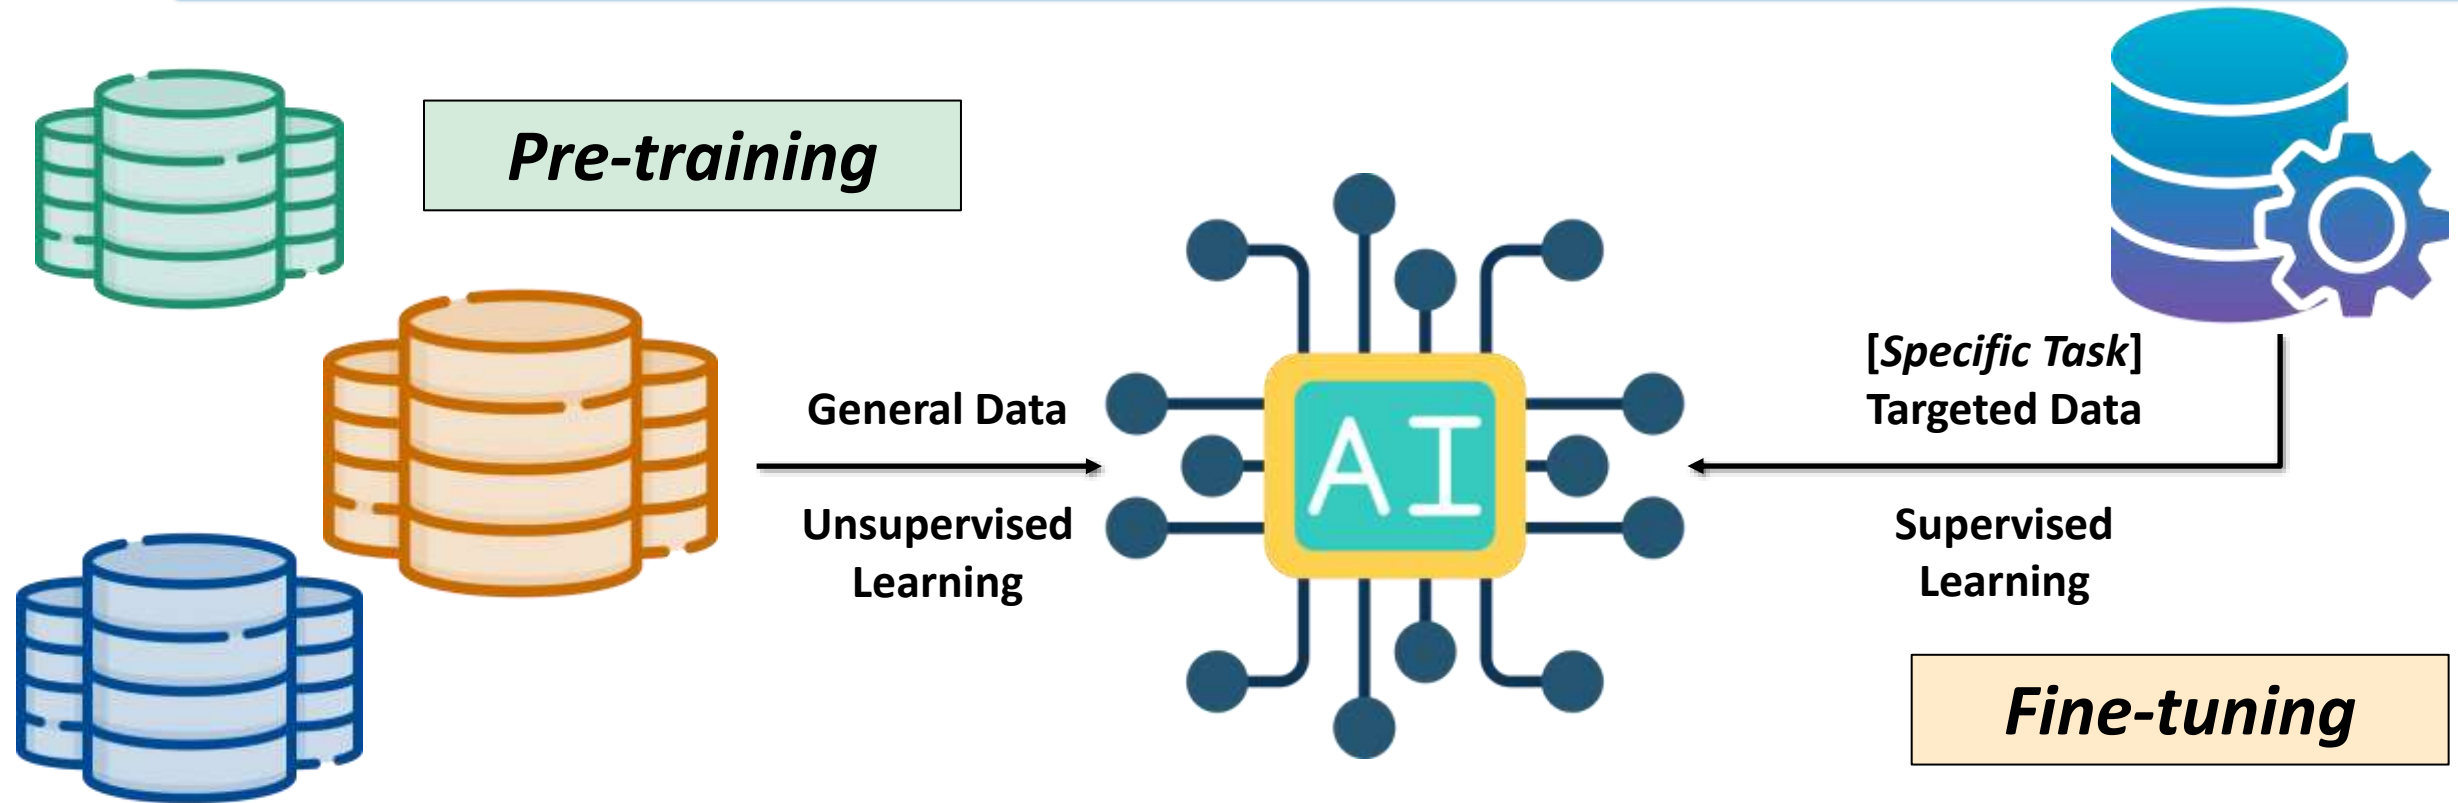 Pre-training
General Data
Unsupervised
Learning
AI
[Specific Task]
Targeted Data
Supervised
Learning
Fine-tuning